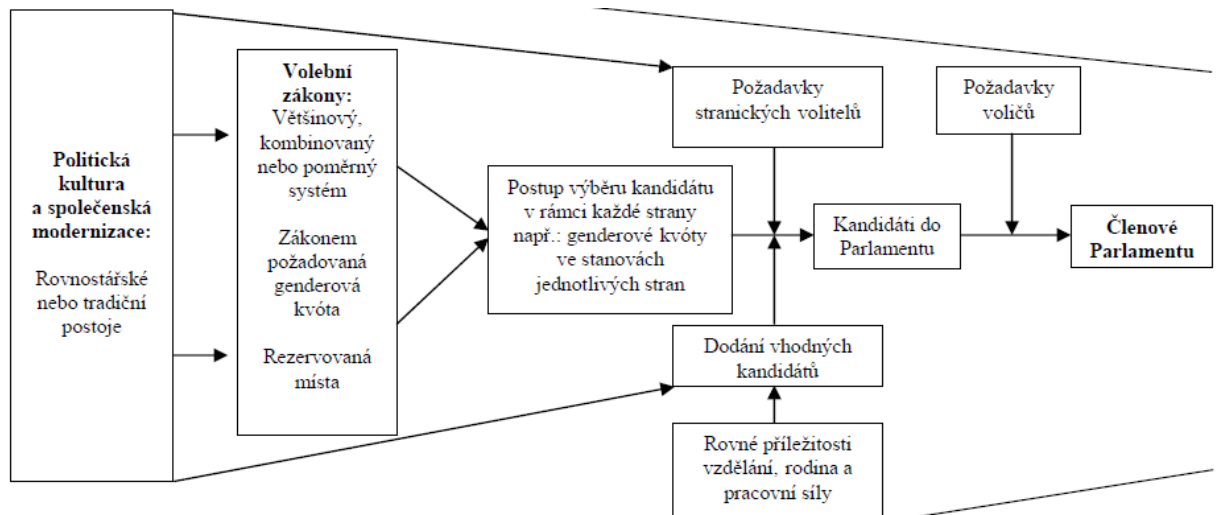 Politická
kultura
a společenská
modernizace:
Rovnostářské
nebo tradiční
postoje
Volební
zákony:
Většinový,
kombinovaný
nebo poměrný
systém
Zákonem
požadovaná
genderová
kvóta
Rezervovaná
místa
Postup výběru kandidátu
v rámci každé strany
např.: genderové kvóty
ve stanovách
jednotlivých stran
Požadavky
stranických volitelů
Kandidáti do
Parlamentu
Dodání vhodných
kandidátů
Rovné příležitosti
vzdělání, rodina a
pracovní síly
Požadavky
voličů
Členové
Parlamentu